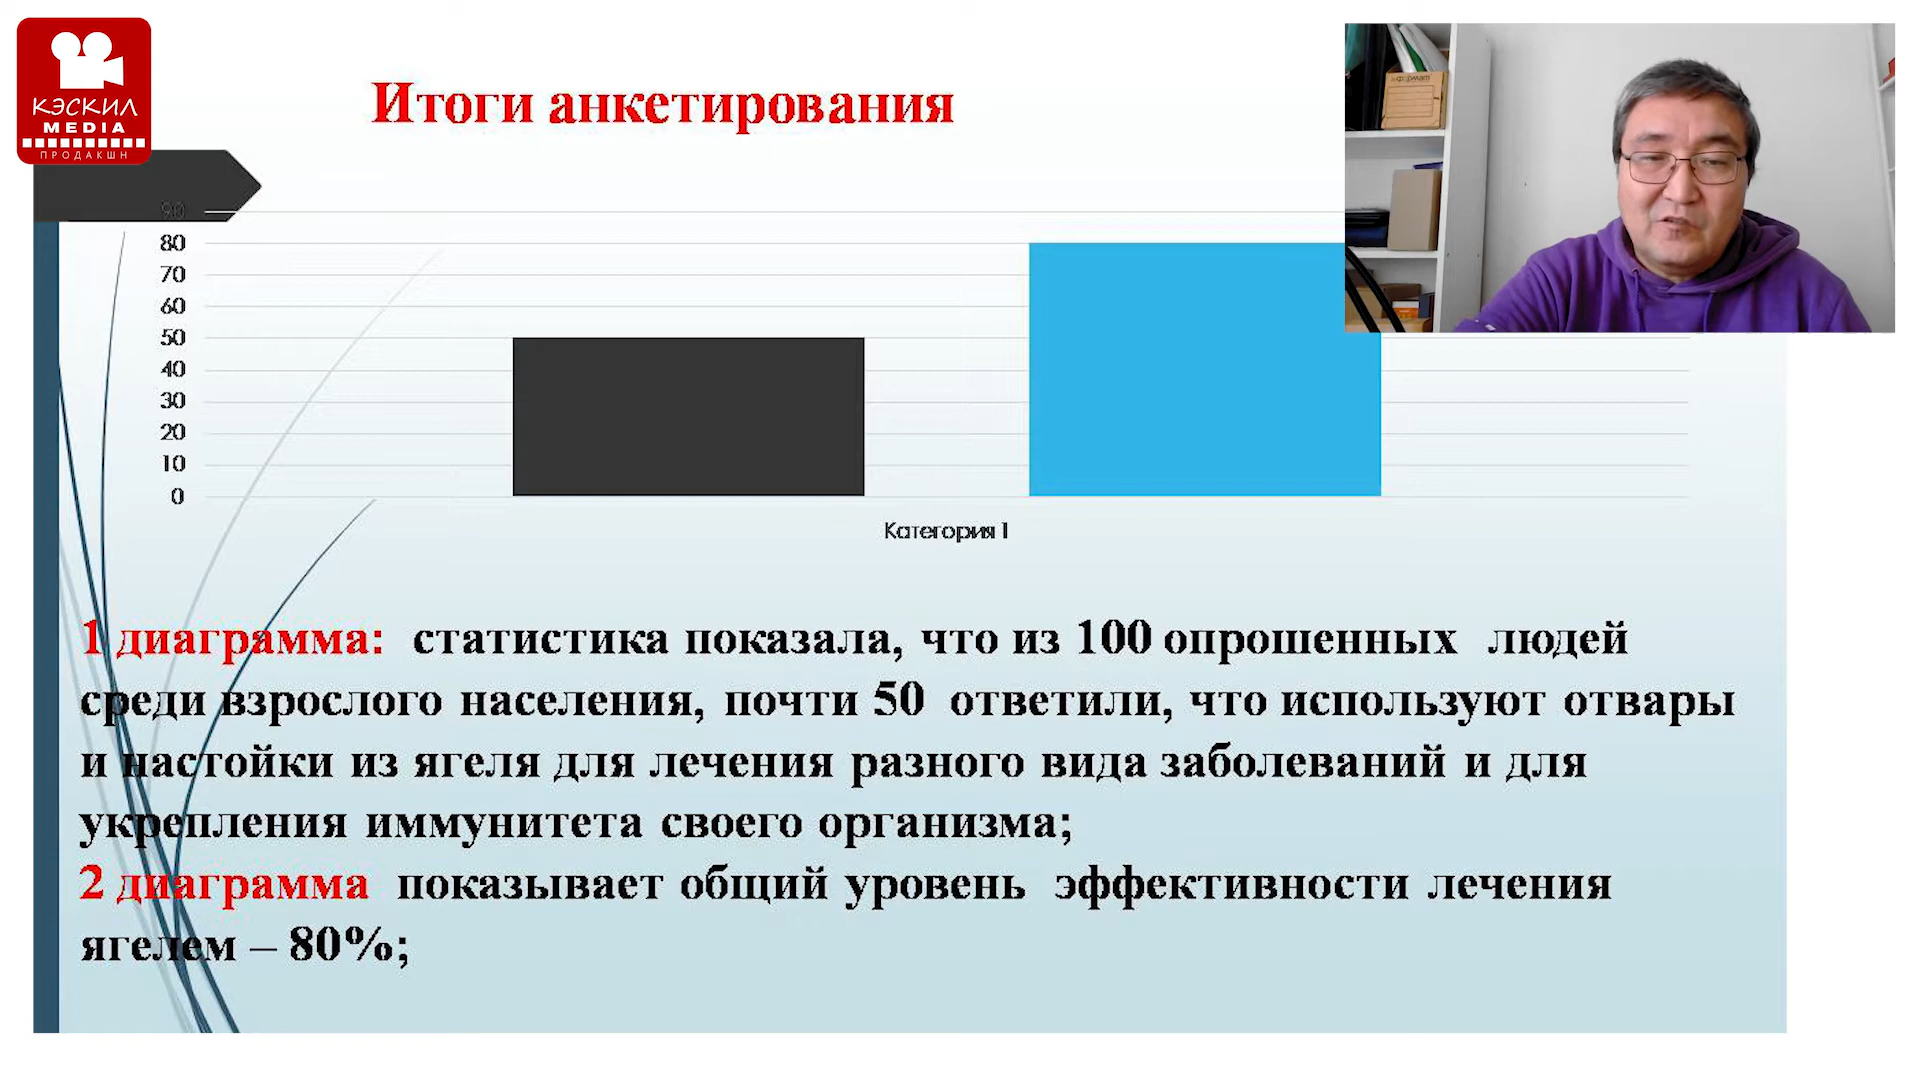 КЭСКИЛ
MEDIA
ПРОДАКШН
Итоги анкетирования
формат
90
80
70
60
50
40
30
20
10
0
Категория 1
1 диаграмма: статистика показала, что из 100 опрошенных людей
среди взрослого населения, почти 50 ответили, что используют отвары
и настойки из ягеля для лечения разного вида заболеваний и для
укрепления иммунитета своего организма;
2 диаграмма показывает общий уровень эффективности лечения
ягелем – 80%;